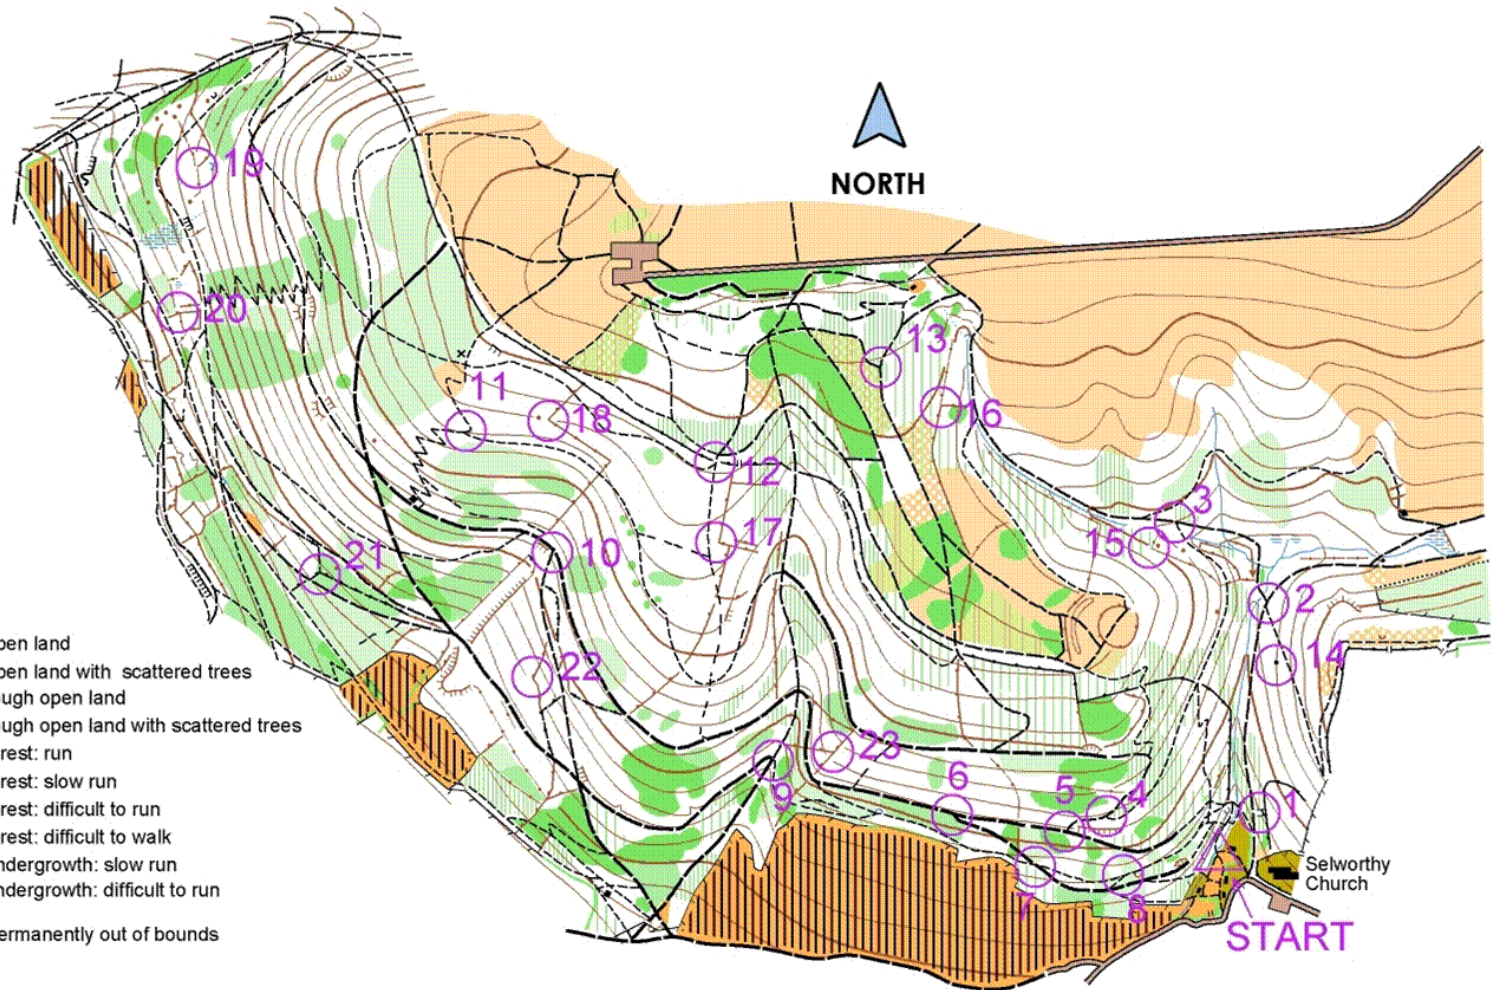 NORTH
19
20
11
18
12
13
16
17
10
21
22
3
15
2
14
23
9
6
5
4
7
8
1
Selworthy
Church
START
pen land
pen land with scattered trees
ugh open land
ugh open land with scattered trees
rest: run
rest: slow run
rest: difficult to run
rest: difficult to walk
ndergrowth: slow run
ndergrowth: difficult to run
ermanently out of bounds